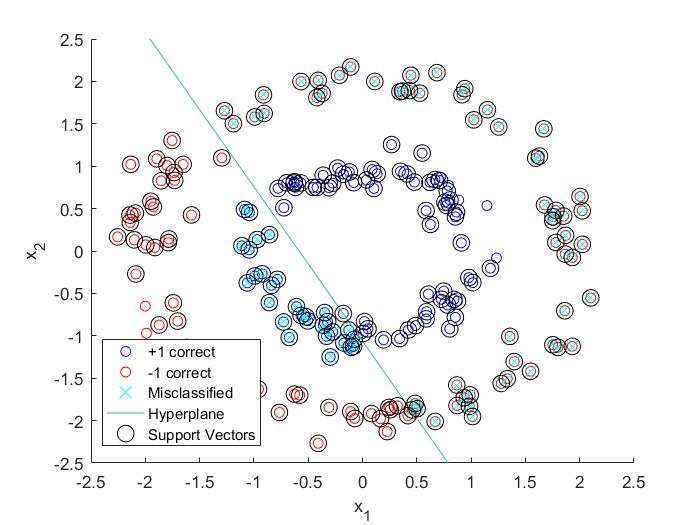 2.5
2
1.5
1
0.5
0
-0.5
-1
-1.5
-2
-2.5
x2
+1 correct
-1 correct
Misclassified
Hyperplane
Support Vectors
-2.5 -2 -1.5 -1 -0.5 0 0.5 1 1.5 2 2.5
x1